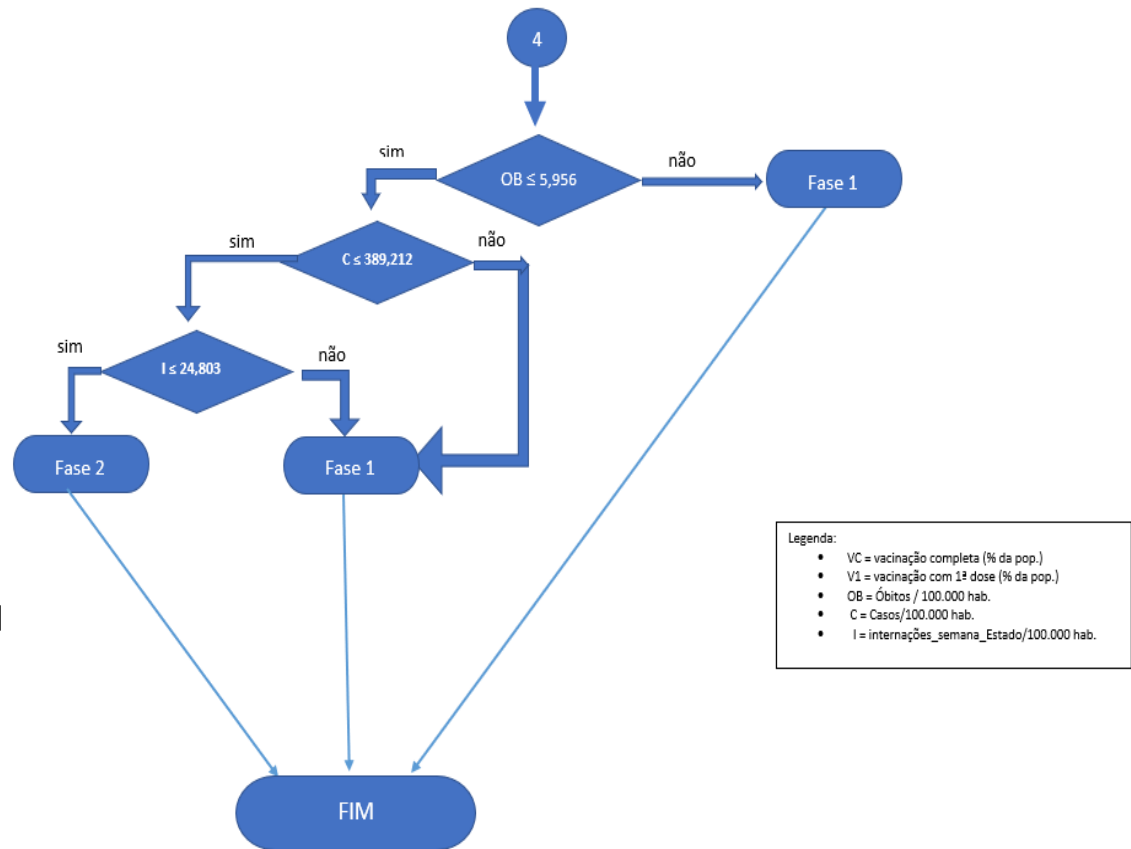 4
OB ≤ 5,956
sim
não
Fase 1
C ≤ 389,212
sim
não
I ≤ 24,803
sim
não
Fase 2
Fase 1
FIM
Legenda:
• VC = vacinação completa (% da pop.)
• V1 = vacinação com 1ª dose (% da pop.)
• OB = Óbitos / 100.000 hab.
• C = Casos/100.000 hab.
• I = internações_semana_Estado/100.000 hab.